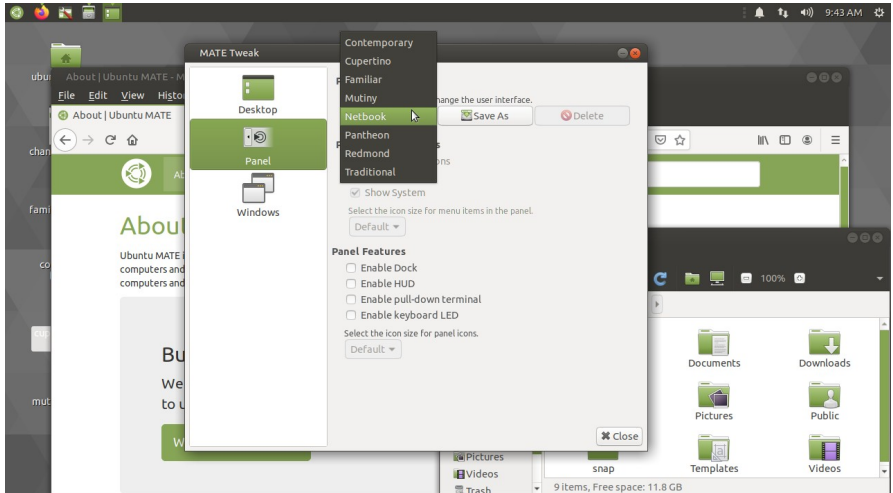 9:43 AM
MATE Tweak
Desktop
Panel
Windows
Contemporary
Cupertino
Familiar
Mutiny
Netbook
Pantheon
Redmond
Traditional
hange the user interface.
Save As
Delete
ons
Show System
Select the icon size for menu items in the panel.
Default
Panel Features
Enable Dock
Enable HUD
Enable pull-down terminal
Enable keyboard LED
Select the icon size for panel icons.
Default
Close
ubu
chan
fami
co
mut
About | Ubuntu MATE - M
File Edit View Histo
About | Ubuntu MATE
Ab
Abou
Ubuntu MATE i
computers and
computers and
Bu
We
to u
W
100%
Documents
Downloads
Pictures
Public
snap
Templates
Videos
Pictures
Videos
Trash
9 items, Free space: 11.8 GB